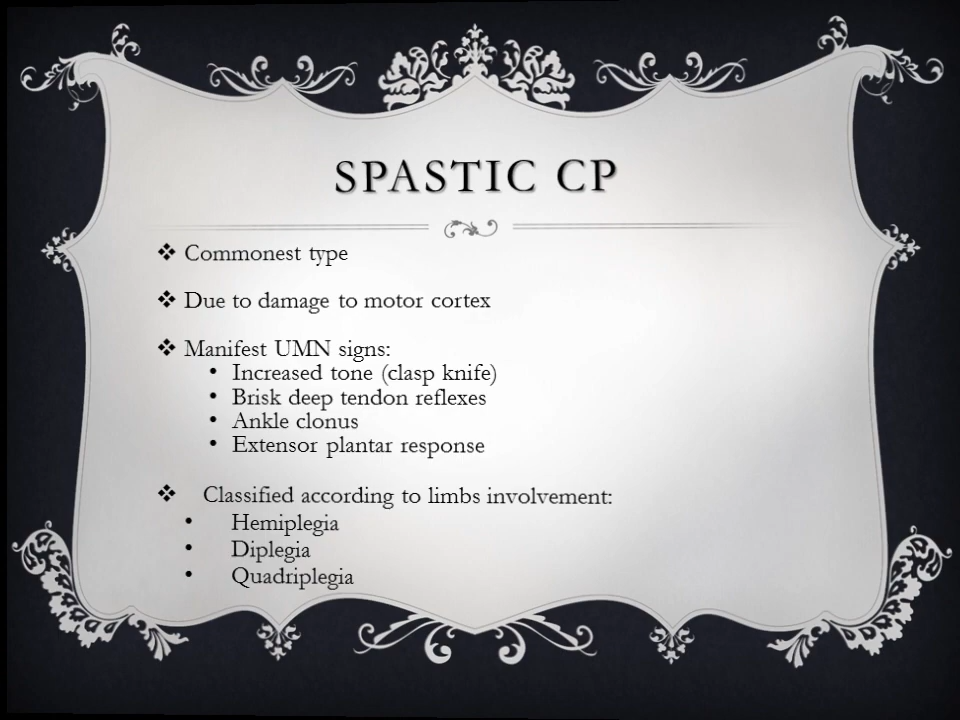 SPASTIC CP
❖ Commonest type
❖ Due to damage to motor cortex
❖ Manifest UMN signs:
• Increased tone (clasp knife)
• Brisk deep tendon reflexes
• Ankle clonus
• Extensor plantar response
❖ Classified according to limbs involvement:
• Hemiplegia
• Diplegia
• Quadriplegia